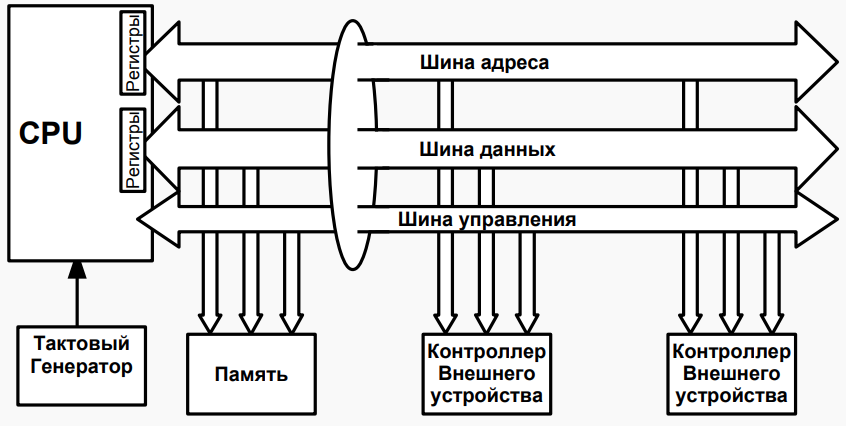 Регистры
Шина адреса
CPU
Регистры
Шина данных
Шина управления
Тактовый
Генератор
Память
Контроллер
Внешнего
устройства
Контроллер
Внешнего
устройства